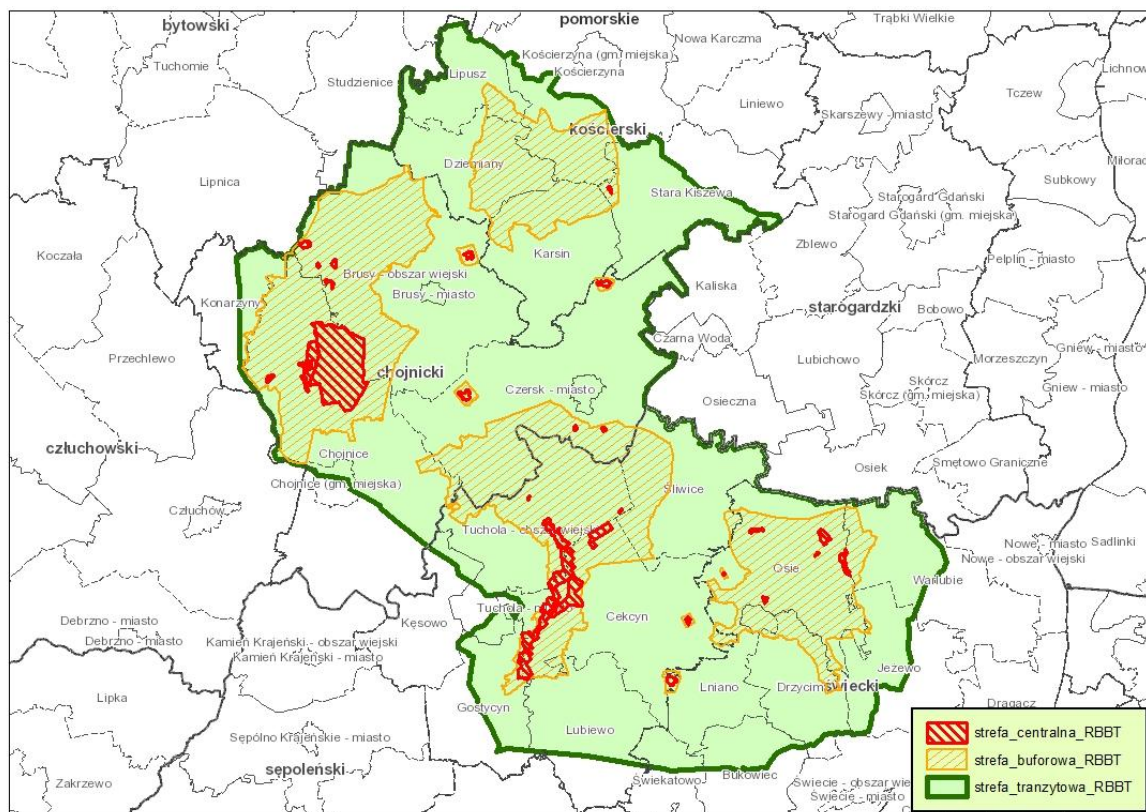 pomorskie
bytowski
Trąbki Wielkie
Nowa Karczma
Kościerzyna (gm. miejska)
Kościerzyna
Tuchomie
Studzienice
Lipusz
Lichnow
Tczew
Liniewo
Skarszewy - miasto
kościerski
Miłorac
Dziemiany
Lipnica
Subkowy
Stara Kiszewa
Starogard Gdański
Starogard Gdański (gm. miejska)
Zblewo
Koczała
Karsin
Pelplin - miasto
Brusy - obszar wiejski
Brusy - miasto
Kaliska
Konarzyny
starogardzki
Bobowo
Czarna Woda
Przechlewo
Lubichowo
Morzeszczyn
Gniew - miasto
chojnicki
Czersk - miasto
Skórcz
Skórcz (gm. miejska)
Gniew - miasto
Osieczna
człuchowski
Chojnice
Osiek
Smętowo Graniczne
Chojnice (gm. miejska)
Śliwice
Człuchów
Tuchola - obszar wiejski
Nowe - miasto
Sadlinki
Nowe - obszar wiejski
Osie
Warlubie
Tuchola - miasto
Cekcyn
Kęsowo
Debrzno - miasto
Debrzno - miasto
Kamień Krajeński - obszar wiejski
Kamień Krajeński - miasto
Jeżewo
Lipka
Lniano
Drzycim
świecki
Gostycyn
Dragacz
Lubiewo
Sępólno Krajeńskie - miasto
sępoleński
Zakrzewo
Świekatowo
Bukowiec
Świecie - obszar wie
Świecie - miasto
strefa_centralna_RBBT
strefa_buforowa_RBBT
strefa_tranzytowa_RBBT